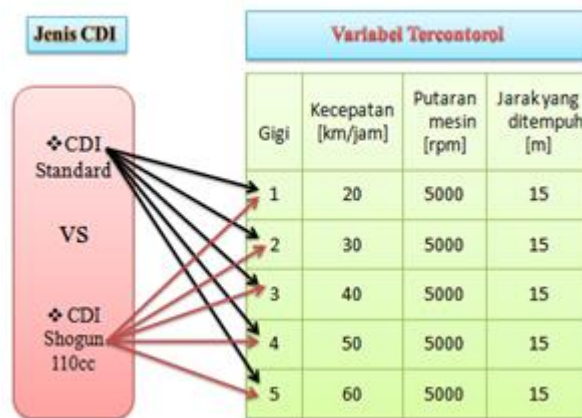 Jenis CDI
Variabel Tercontorol
❖CDI
Standard
VS
❖ CDI
Shogun
110cc
Gigi
Kecepatan
[km/jam]
Putaran
mesin
[rpm]
Jarak yang
ditempuh
[m]
1 20 5000 15
2 30 5000 15
3 40 5000 15
4 50 5000 15
5 60 5000 15